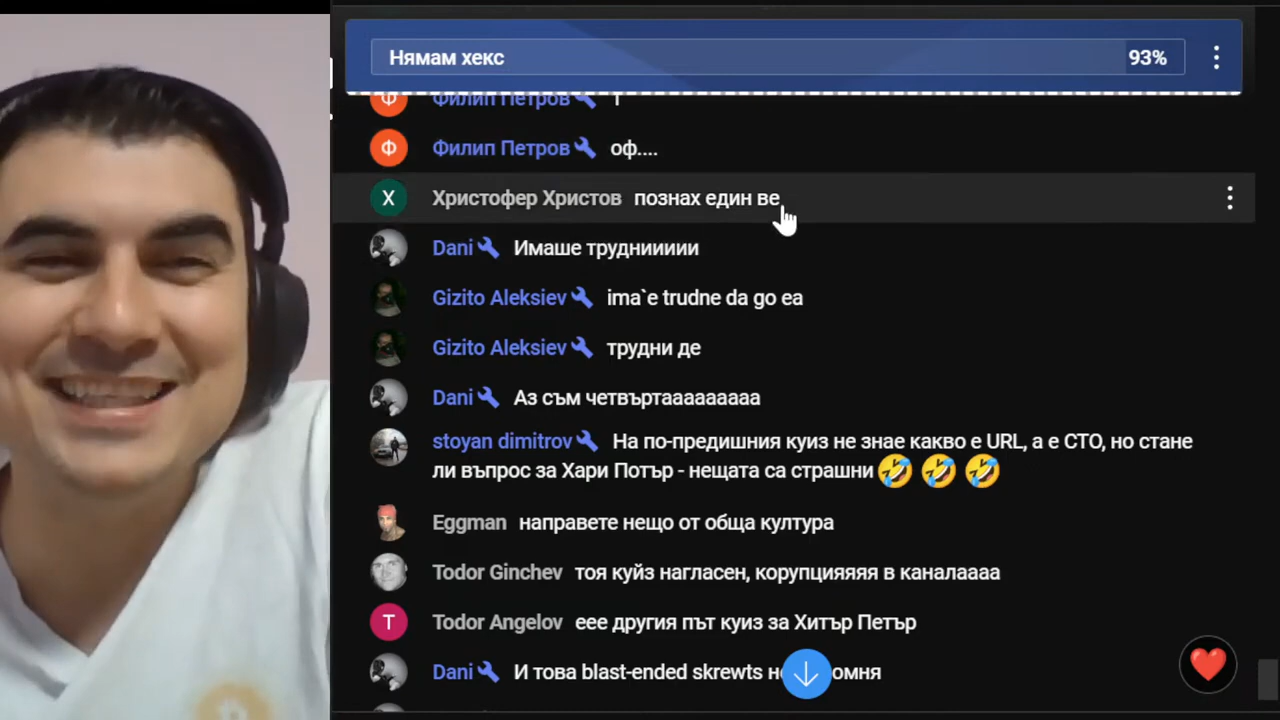 Нямам хекс 93%
Ф Филип Петров
Ф Филип Петров оф....
X Христофер Христов познах един ве
Dani Имаше трудниииии
Gizito Aleksiev ima`e trudne da go ea
Gizito Aleksiev трудни де
Dani Аз съм четвъртааааааааа
stoyan dimitrov На по-предишния куиз не знае какво е URL, а е СТО, но стане
ли въпрос за Хари Потър - нещата са страшни
Eggman направете нещо от обща култура
Todor Ginchev тоя куйз нагласен, корупцияяяя в каналаааа
T Todor Angelov еее другия път куиз за Хитър Петър
Dani И това blast-ended skrewts